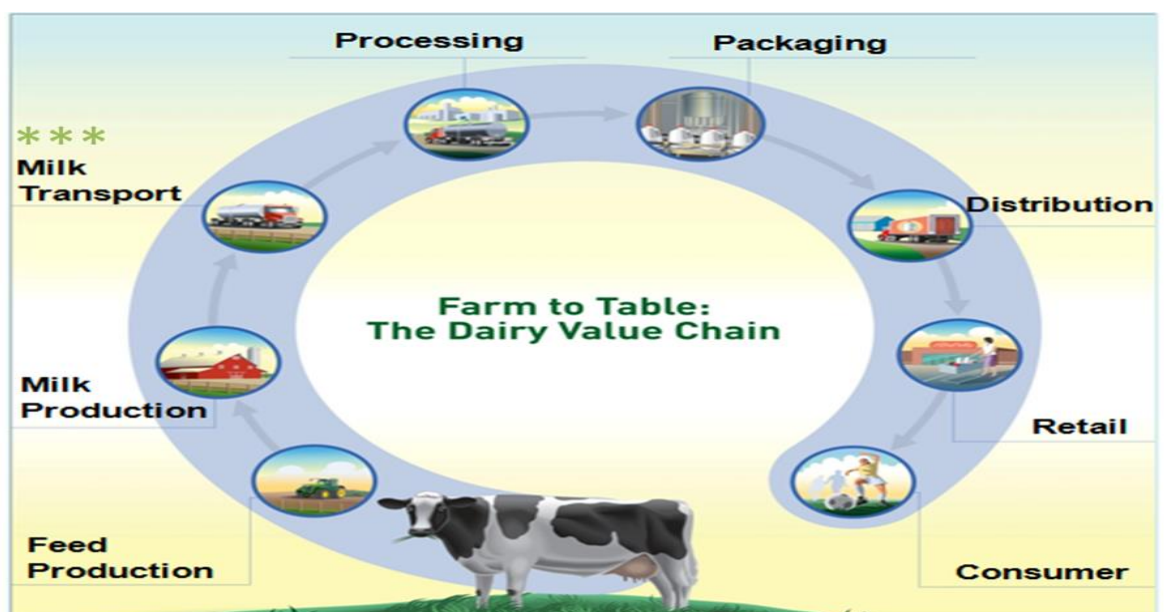 Processing
Packaging
***
Milk
Transport
Distribution
Farm to Table:
The Dairy Value Chain
Milk
Production
Retail
Feed
Production
Consumer